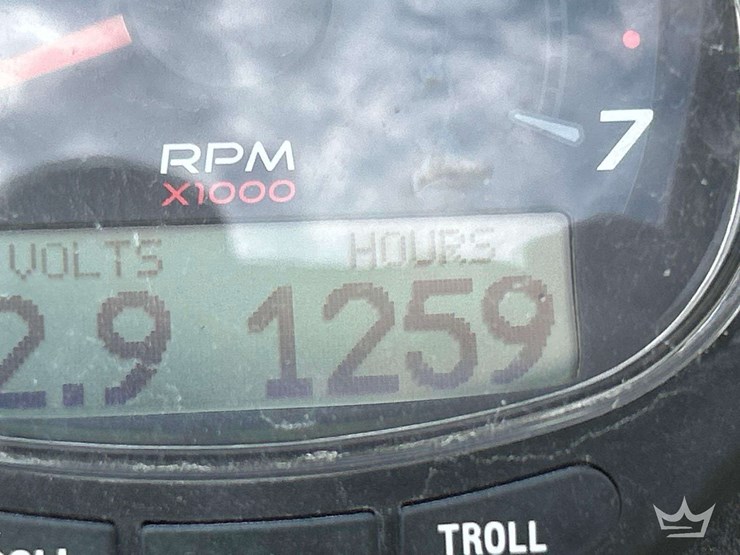 7
RPM
X1000
VOLTS HOURS
2.9 1259
TROLL